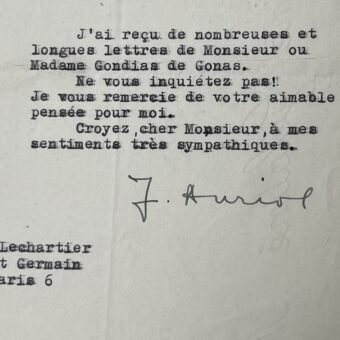 J'ai reçu de nombreuses et
longues lettres de Monsieur ou
Madame Gondias de Gonas.
Ne vous inquiétez pas!!
Je vous remercie de votre aimable
pensée pour moi.
Croyez,cher Monsieur,à mes
sentiments très sympathiques.
J. Auriol
Lechartier
t Germain
aris 6